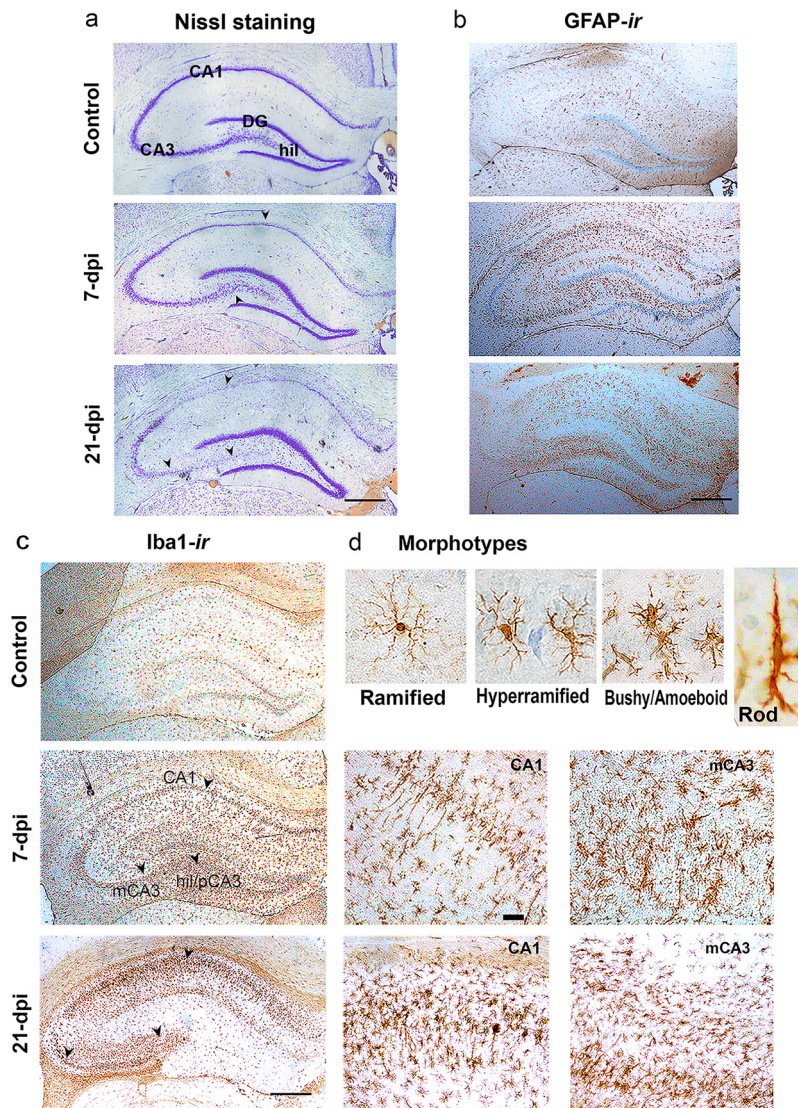 a
Nissl staining
b
GFAP-ir
Control
CA1
DG
CA3
hil
7-dpi
21-dpi
c
Iba1-ir
d
Morphotypes
Control
Ramified
Hyperramified
Bushy/Amoeboid
Rod
7-dpi
CA1
mCA3
hil/pCA3
CA1
mCA3
21-dpi
CA1
mCA3